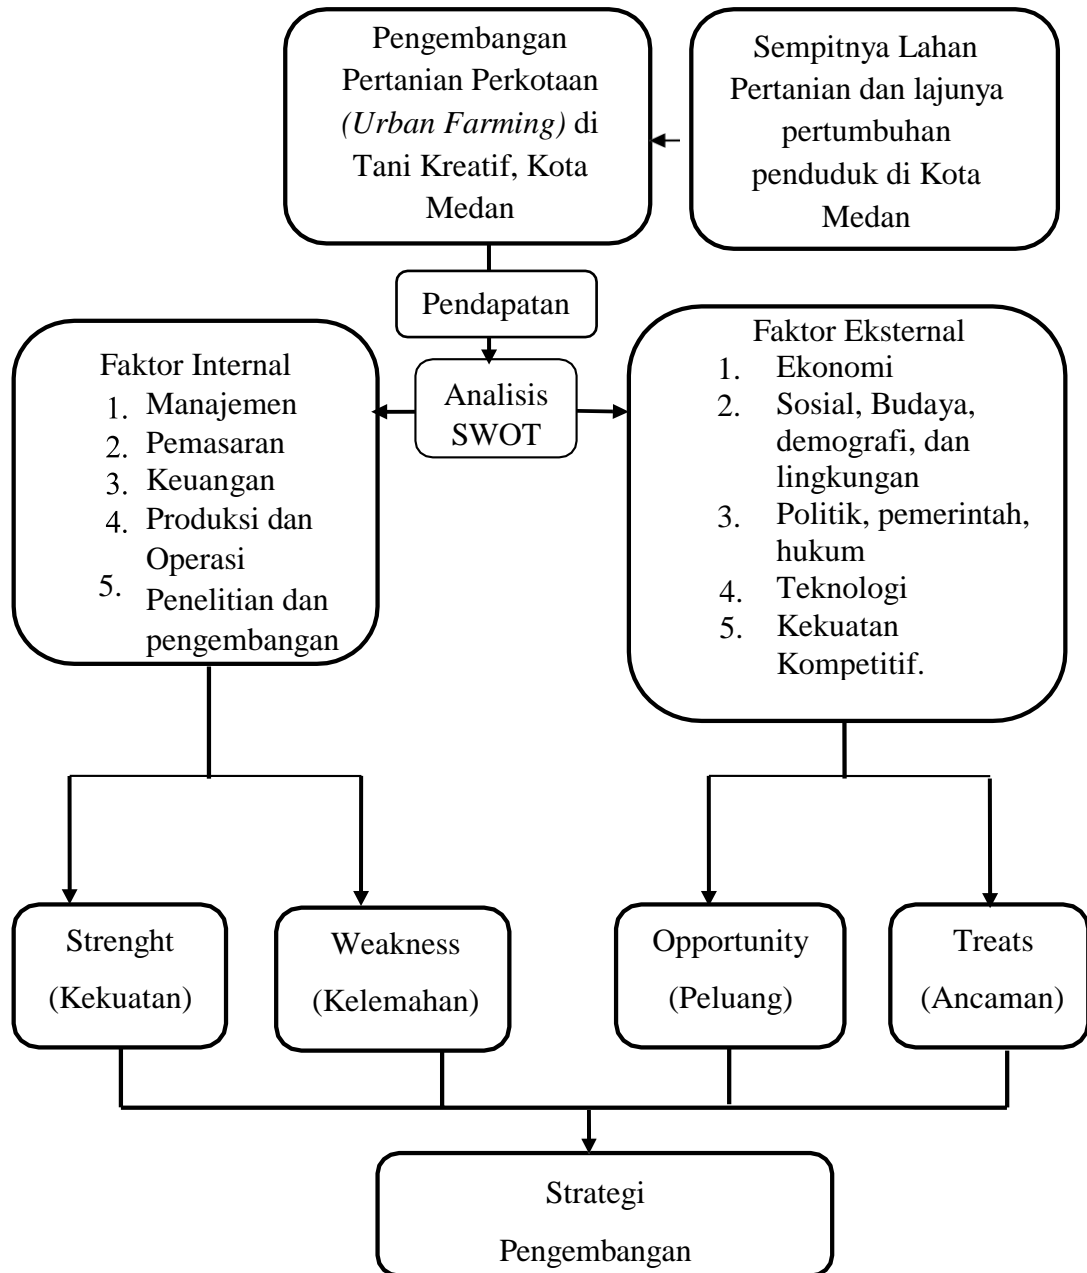 Pengembangan
Pertanian Perkotaan
(Urban Farming) di
Tani Kreatif, Kota
Medan
Sempitnya Lahan
Pertanian dan lajunya
pertumbuhan
penduduk di Kota
Medan
Pendapatan
Analisis
SWOT
Faktor Internal
1. Manajemen
2. Pemasaran
3. Keuangan
4. Produksi dan
Operasi
5. Penelitian dan
pengembangan
Faktor Eksternal
1. Ekonomi
2. Sosial, Budaya,
demografi, dan
lingkungan
3. Politik, pemerintah,
hukum
4. Teknologi
5. Kekuatan
Kompetitif.
Strenght
(Kekuatan)
Weakness
(Kelemahan)
Opportunity
(Peluang)
Treats
(Ancaman)
Strategi
Pengembangan